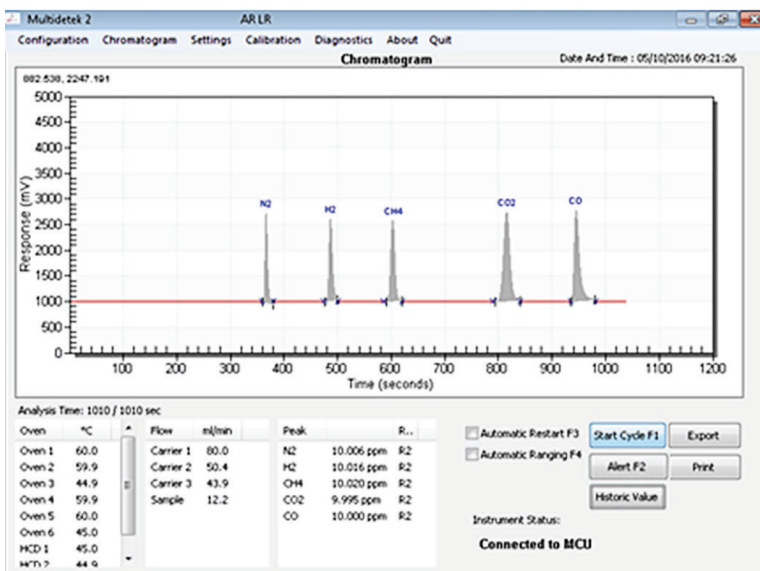 Multidetek 2 AR LR
Configuration Chromatogram Settings Calibration Diagnostics About Quit
Chromatogram Date And Time : 05/10/2016 09:21:26
882.538, 2247.191
5000
4500
4000
3500
3000
2500
2000
1500
1000
500
0
Response (mV)
N2 H2 CH4 CO2 CO
100 200 300 400 500 600 700 800 900 1000 1100 1200
Time (seconds)
Analysis Time: 1010 / 1010 sec
Oven °C
Oven 1 60.0
Oven 2 59.9
Oven 3 44.9
Oven 4 59.9
Oven 5 60.0
Oven 6 45.0
HCD 1 45.0
HCD 2 44.9
Flow ml/min
Carrier 1 80.0
Carrier 2 50.4
Carrier 3 43.9
Sample 12.2
Peak R..
N2 10.006 ppm R2
H2 10.016 ppm R2
CH4 10.020 ppm R2
CO2 9.995 ppm R2
CO 10.000 ppm R2
Automatic Restart F3
Automatic Ranging F4
Start Cycle F1 Export
Alert F2 Print
Historic Value
Instrument Status:
Connected to MCU